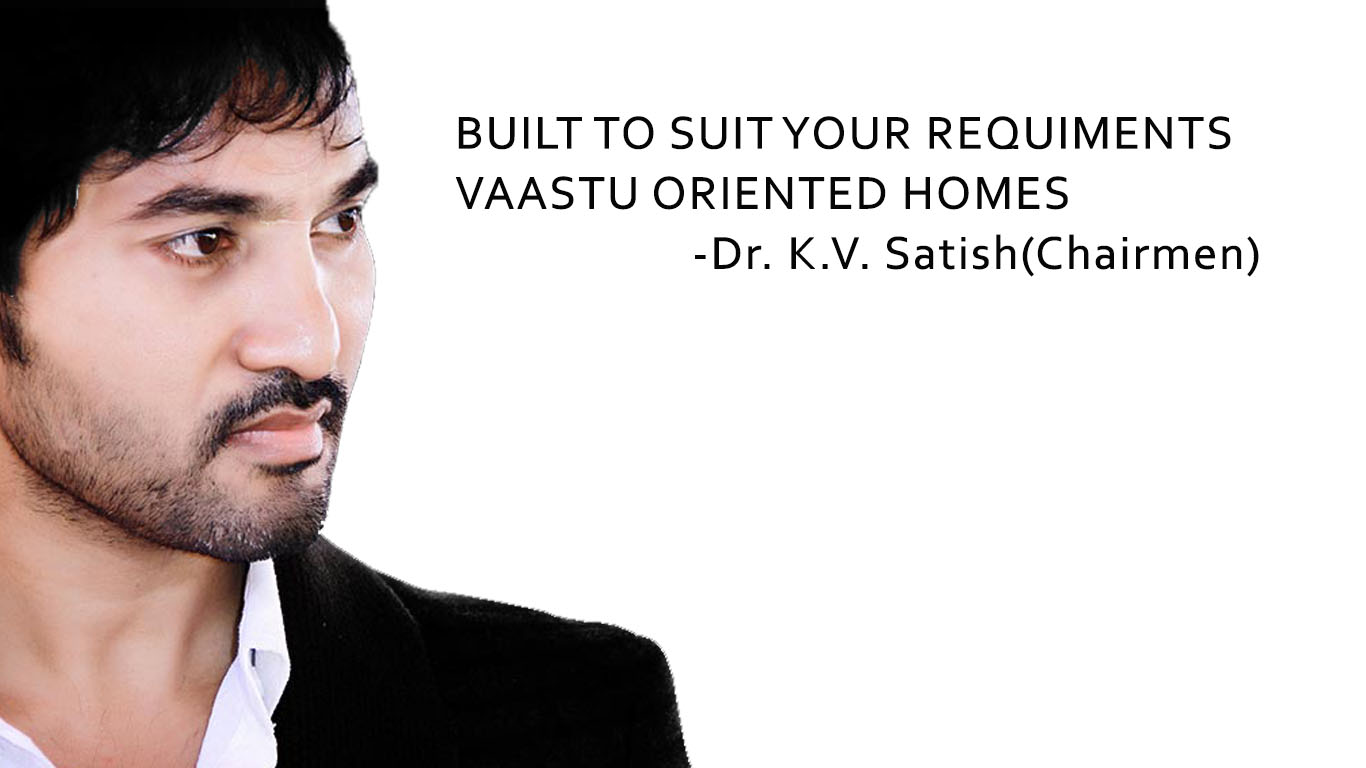 BUILT TO SUIT YOUR REQUIMENTS
VAASTU ORIENTED HOMES
-Dr. K.V. Satish(Chairmen)